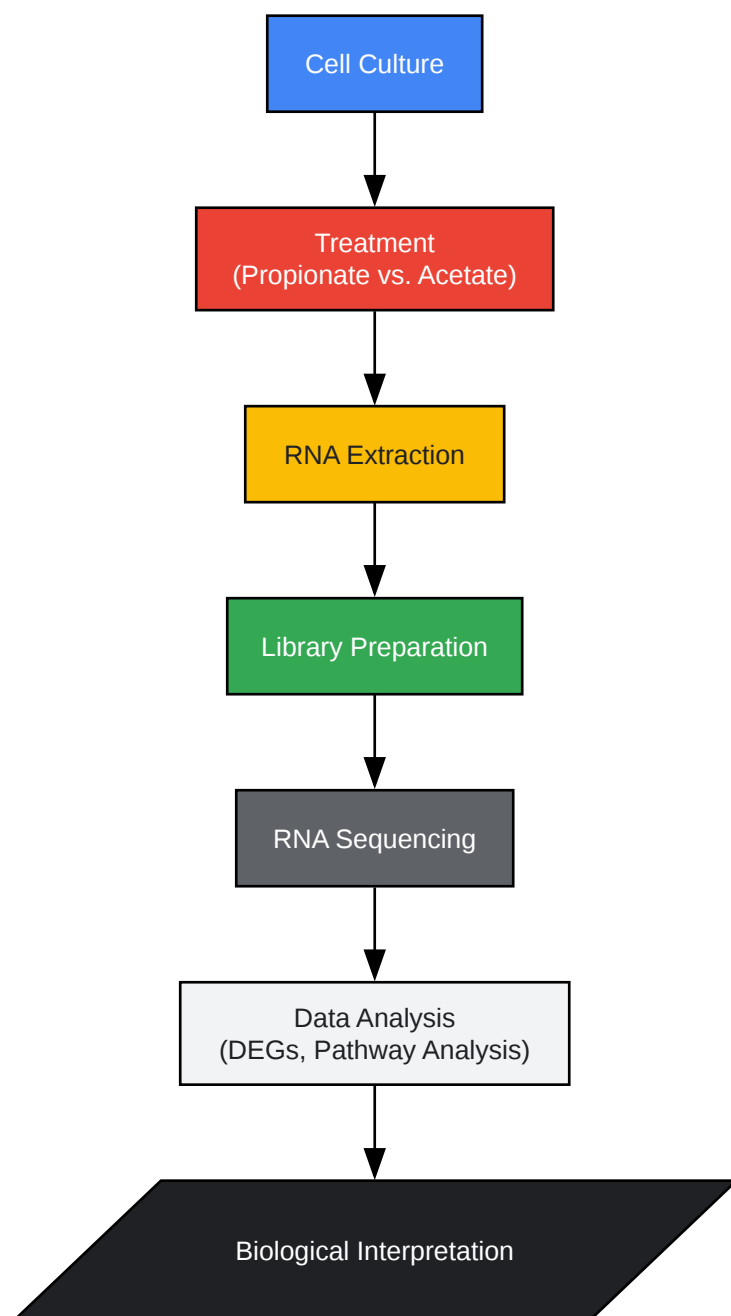 Cell Culture
Treatment
(Propionate vs. Acetate)
RNA Extraction
Library Preparation
RNA Sequencing
Data Analysis
(DEGs, Pathway Analysis)
Biological Interpretation